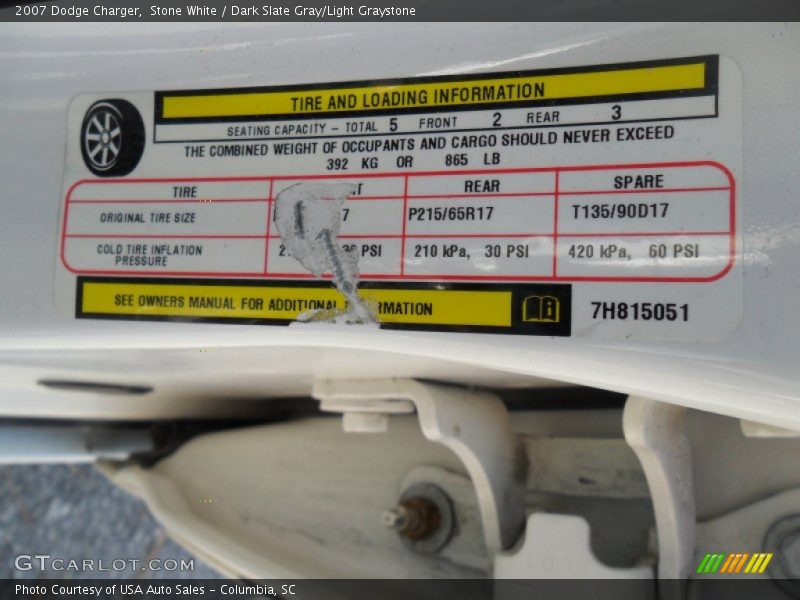 2007 Dodge Charger, Stone White / Dark Slate Gray/Light Graystone
TIRE AND LOADING INFORMATION
SEATING CAPACITY – TOTAL 5 FRONT 2 REAR 3
THE COMBINED WEIGHT OF OCCUPANTS AND CARGO SHOULD NEVER EXCEED
392 KG OR 865 LB
TIRE REAR SPARE
ORIGINAL TIRE SIZE P215/65R17 T135/90D17
COLD TIRE INFLATION PRESSURE PSI 210 kPa, 30 PSI 420 kPa, 60 PSI
SEE OWNERS MANUAL FOR ADDITIONAL
7H815051
GTCARLOT.COM
Photo Courtesy of USA Auto Sales – Columbia, SC